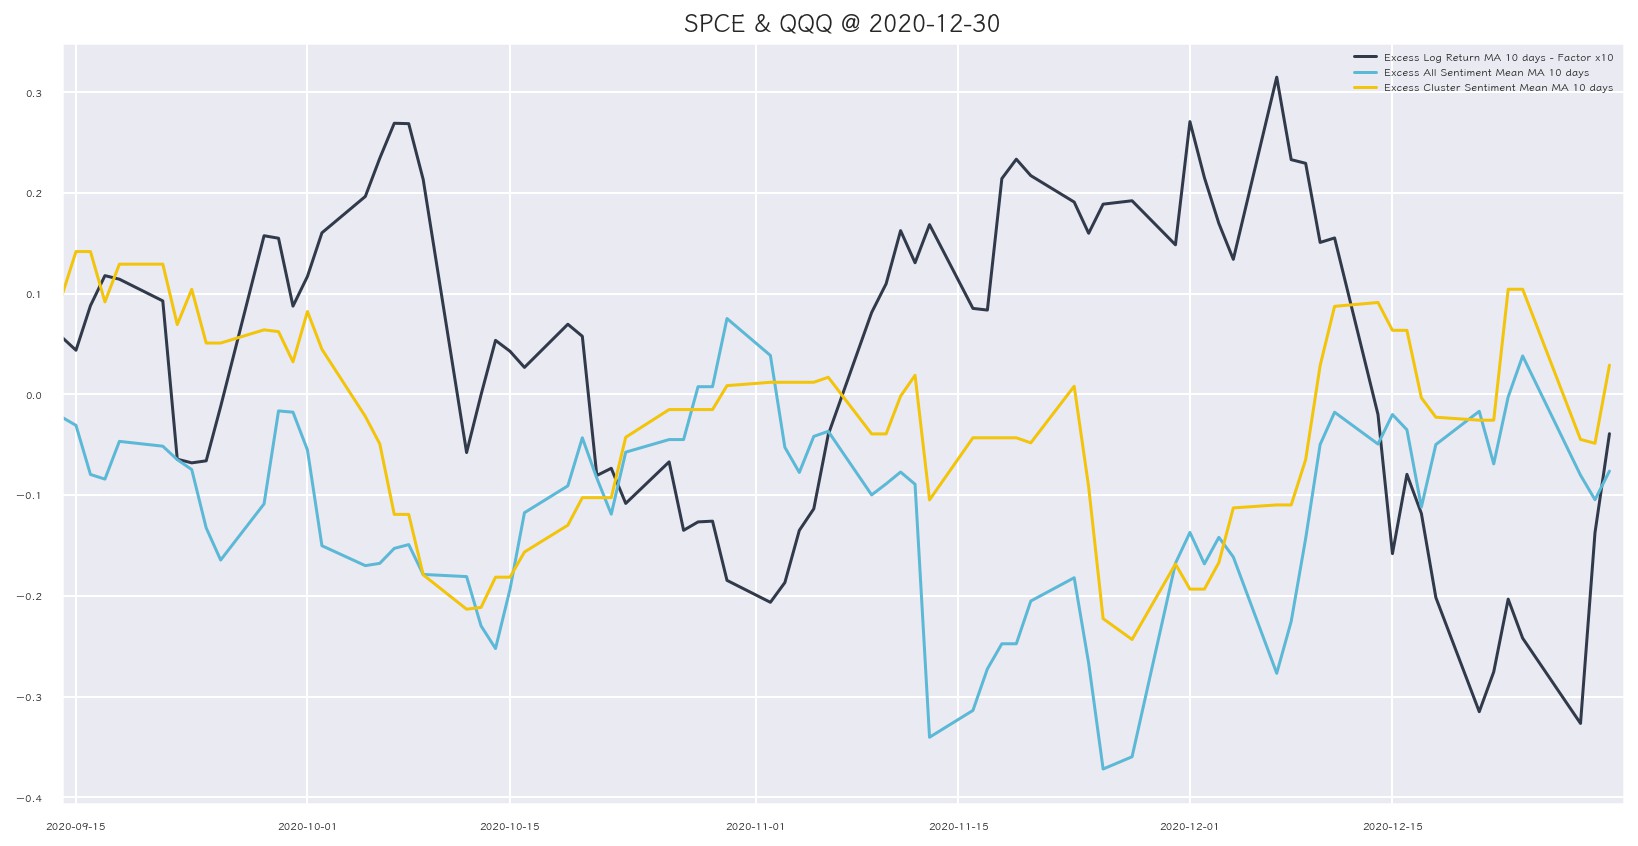 SPCE & QQQ @ 2020-12-30
Excess Log Return MA 10 days - Factor x10
Excess All Sentiment Mean MA 10 days
Excess Cluster Sentiment Mean MA 10 days
0.3
0.2
0.1
0.0
−0.1
−0.2
−0.3
−0.4
2020-09-15 2020-10-01 2020-10-15 2020-11-01 2020-11-15 2020-12-01 2020-12-15